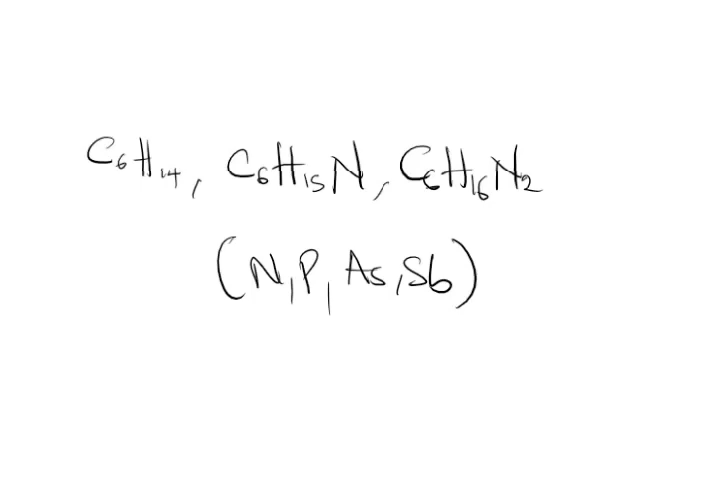 C₆H₁₄, C₆H₁₅N, C₆H₁₆N₂
(N, P, As, Sb)